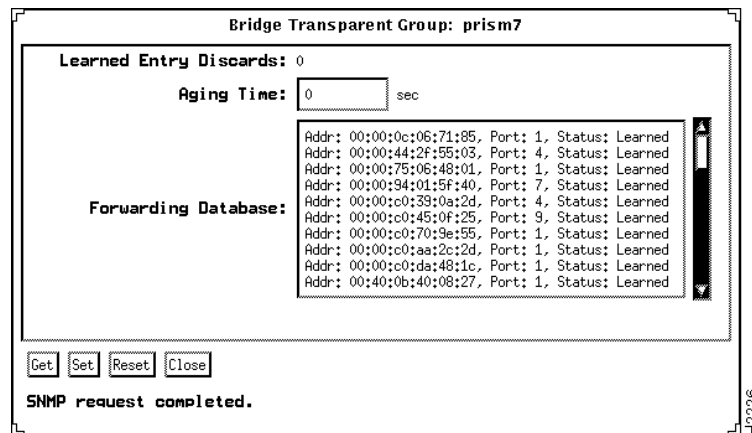 Bridge Transparent Group: prism7
Learned Entry Discards: 0
Aging Time: 0 sec
Forwarding Database:
Addr: 00:00:0c:06:71:85, Port: 1, Status: Learned
Addr: 00:00:44:2f:55:03, Port: 4, Status: Learned
Addr: 00:00:75:06:48:01, Port: 1, Status: Learned
Addr: 00:00:94:01:5f:40, Port: 7, Status: Learned
Addr: 00:00:c0:39:0a:2d, Port: 4, Status: Learned
Addr: 00:00:c0:45:0f:25, Port: 9, Status: Learned
Addr: 00:00:c0:70:9e:55, Port: 1, Status: Learned
Addr: 00:00:c0:aa:2c:2d, Port: 1, Status: Learned
Addr: 00:00:c0:da:48:1c, Port: 1, Status: Learned
Addr: 00:40:0b:40:08:27, Port: 1, Status: Learned
Get Set Reset Close
SNMP request completed.